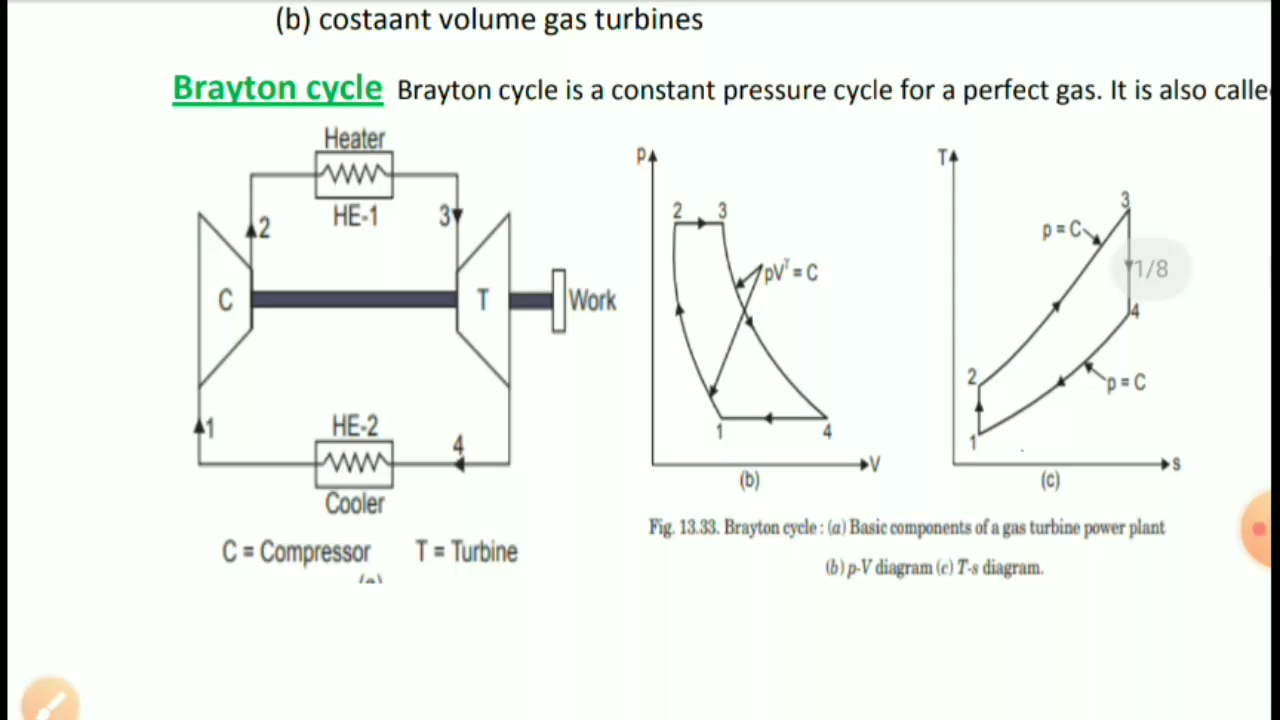 (b) costaant volume gas turbines
Brayton cycle Brayton cycle is a constant pressure cycle for a perfect gas. It is also calle
Heater
HE-1
2
3
C
T
Work
1
HE-2
4
Cooler
C = Compressor T = Turbine
(a)
P
2
3
pVᵞ = C
1
4
V
(b)
T
3
p = C
1/8
4
2
p = C
1
s
(c)
Fig. 13.33. Brayton cycle : (a) Basic components of a gas turbine power plant
(b) p-V diagram (c) T-s diagram.